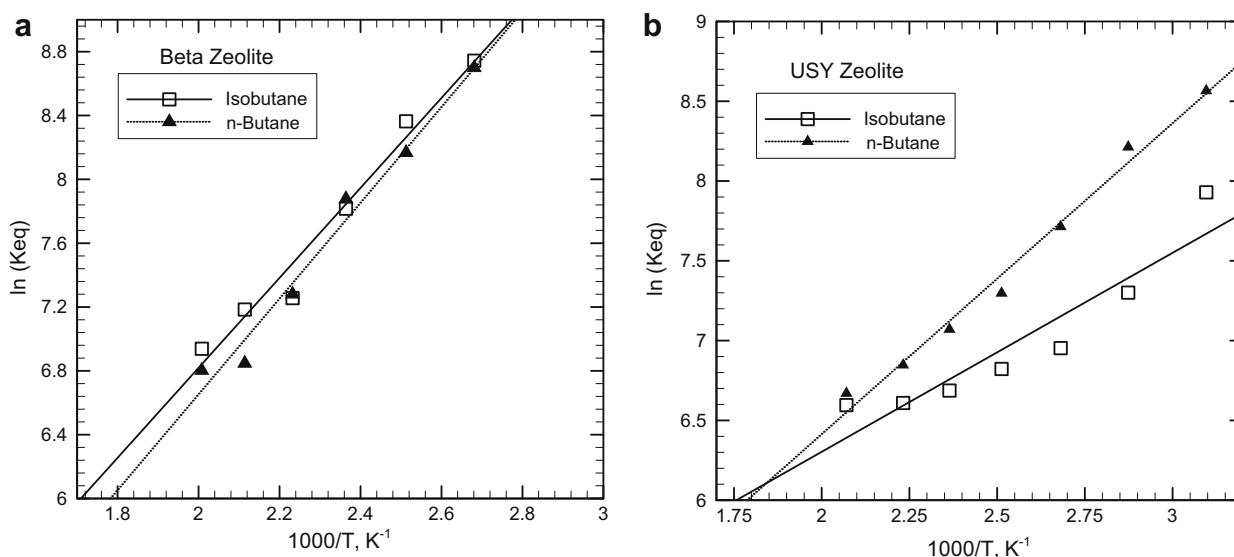 a
Beta Zeolite
Isobutane
n-Butane
8.8
8.4
8
7.6
7.2
6.8
6.4
6
ln (Keq)
1.8 2 2.2 2.4 2.6 2.8 3
1000/T, K-1
b
USY Zeolite
Isobutane
n-Butane
9
8.5
8
7.5
7
6.5
6
ln (Keq)
1.75 2 2.25 2.5 2.75 3
1000/T, K-1